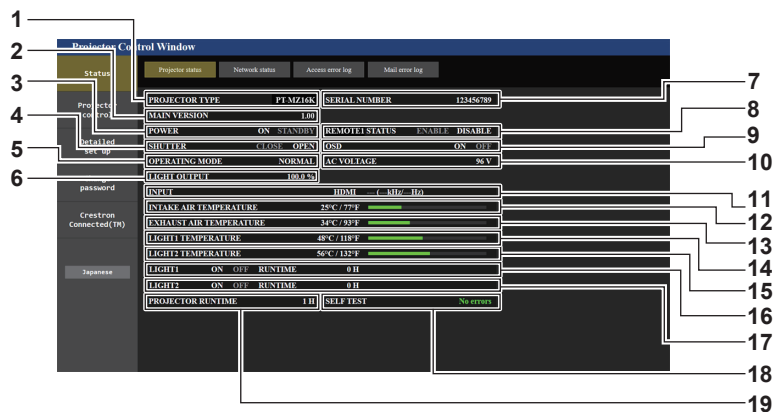 1
2
3
4
5
6
Projector Control Window
Status
Projector control
Detailed set up
password
Crestron Connected(TM)
Japanese
Projector status Network status Access error log Mail error log
PROJECTOR TYPE PT-MZ16K SERIAL NUMBER 123456789
MAIN VERSION 1.00
POWER ON STANDBY REMOTE1 STATUS ENABLE DISABLE
SHUTTER CLOSE OPEN OSD ON OFF
OPERATING MODE NORMAL AC VOLTAGE 96 V
LIGHT OUTPUT 100.0 %
INPUT HDMI — (—kHz/—Hz)
INTAKE AIR TEMPERATURE 25°C / 77°F
EXHAUST AIR TEMPERATURE 34°C / 93°F
LIGHT1 TEMPERATURE 48°C / 118°F
LIGHT2 TEMPERATURE 56°C / 132°F
LIGHT1 ON OFF RUNTIME 0 H
LIGHT2 ON OFF RUNTIME 0 H
PROJECTOR RUNTIME 1 H SELF TEST No errors
7
8
9
10
11
12
13
14
15
16
17
18
19